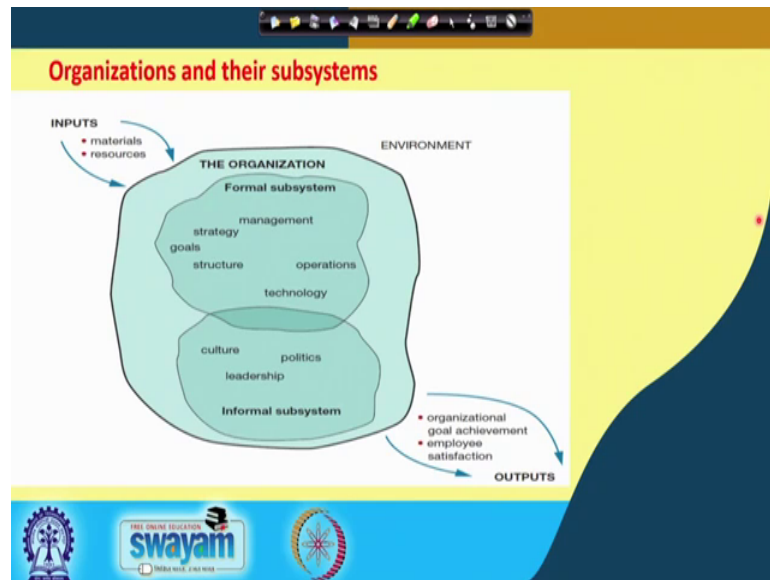 Organizations and their subsystems
INPUTS
• materials
• resources
ENVIRONMENT
THE ORGANIZATION
Formal subsystem
management
strategy
goals
structure
operations
technology
culture
politics
leadership
Informal subsystem
• organizational
goal achievement
• employee
satisfaction
OUTPUTS
FREE ONLINE EDUCATION
swayam